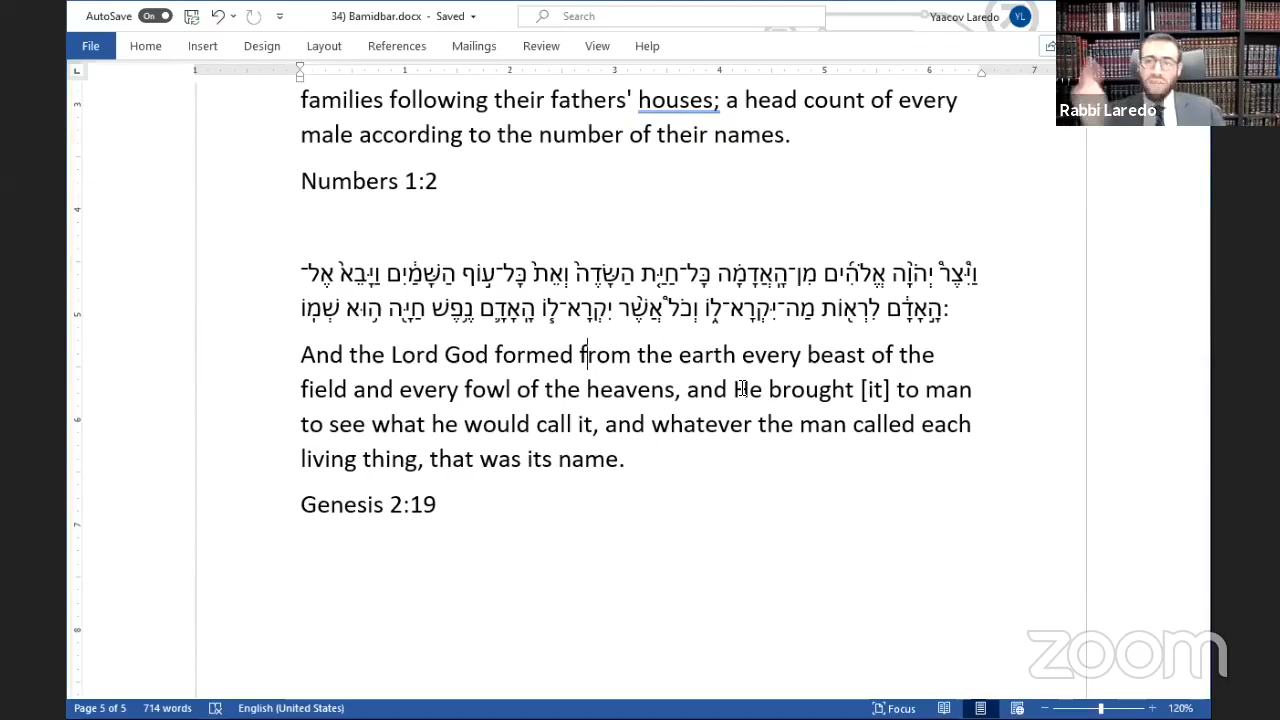 AutoSave On
34) Bamidbar.docx - Saved
Search
Yaacov Laredo YL
File Home Insert Design Layout References Mailings Review View Help
Rabbi Laredo
families following their fathers' houses; a head count of every
male according to the number of their names.
Numbers 1:2
וַיִּ֩צֶר֩ יְהֹוָ֨ה אֱלֹהִ֜ים מִן־הָֽאֲדָמָ֗ה כָּל־חַיַּ֤ת הַשָּׂדֶה֙ וְאֵת֙ כָּל־ע֣וֹף הַשָּׁמַ֔יִם וַיָּבֵא֙ אֶל־
הָ֣אָדָ֔ם לִרְא֖וֹת מַה־יִּקְרָא־ל֑וֹ וְכֹל֩ אֲשֶׁ֨ר יִקְרָא־ל֧וֹ הָֽאָדָ֛ם נֶ֥פֶשׁ חַיָּ֖ה ה֥וּא שְׁמֽוֹ:
And the Lord God formed from the earth every beast of the
field and every fowl of the heavens, and He brought [it] to man
to see what he would call it, and whatever the man called each
living thing, that was its name.
Genesis 2:19
zoom
Page 5 of 5 714 words English (United States) Focus 120%